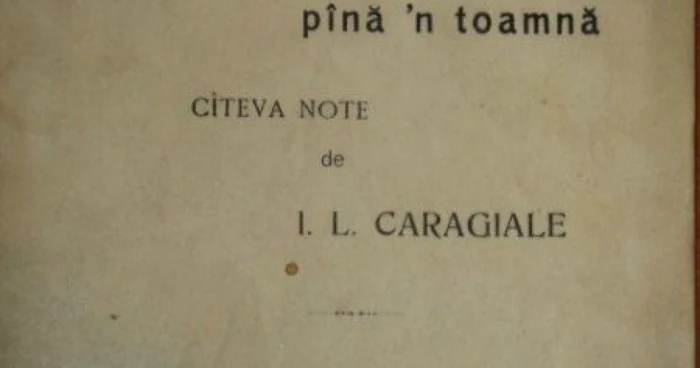 pînă 'n toamnă
CÎTEVA NOTE
de
I. L. CARAGIALE